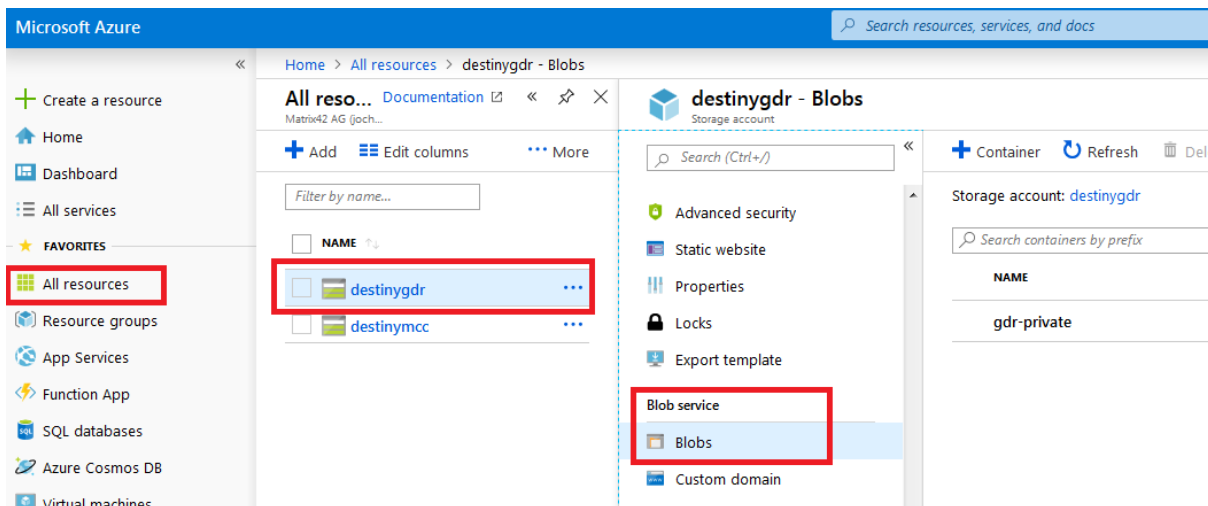 Microsoft Azure
Search resources, services, and docs
«
Create a resource
Home
Dashboard
All services
FAVORITES
All resources
Resource groups
App Services
Function App
SQL databases
Azure Cosmos DB
Virtual machines
Home > All resources > destinygdr - Blobs
All reso... Documentation «
Matrix42 AG (joch...
Add Edit columns ··· More
Filter by name...
NAME ↑↓
destinygdr ···
destinymcc ···
destinygdr - Blobs
Storage account
Search (Ctrl+/) «
Advanced security
Static website
Properties
Locks
Export template
Blob service
Blobs
Custom domain
Container Refresh Del
Storage account: destinygdr
Search containers by prefix
NAME
gdr-private